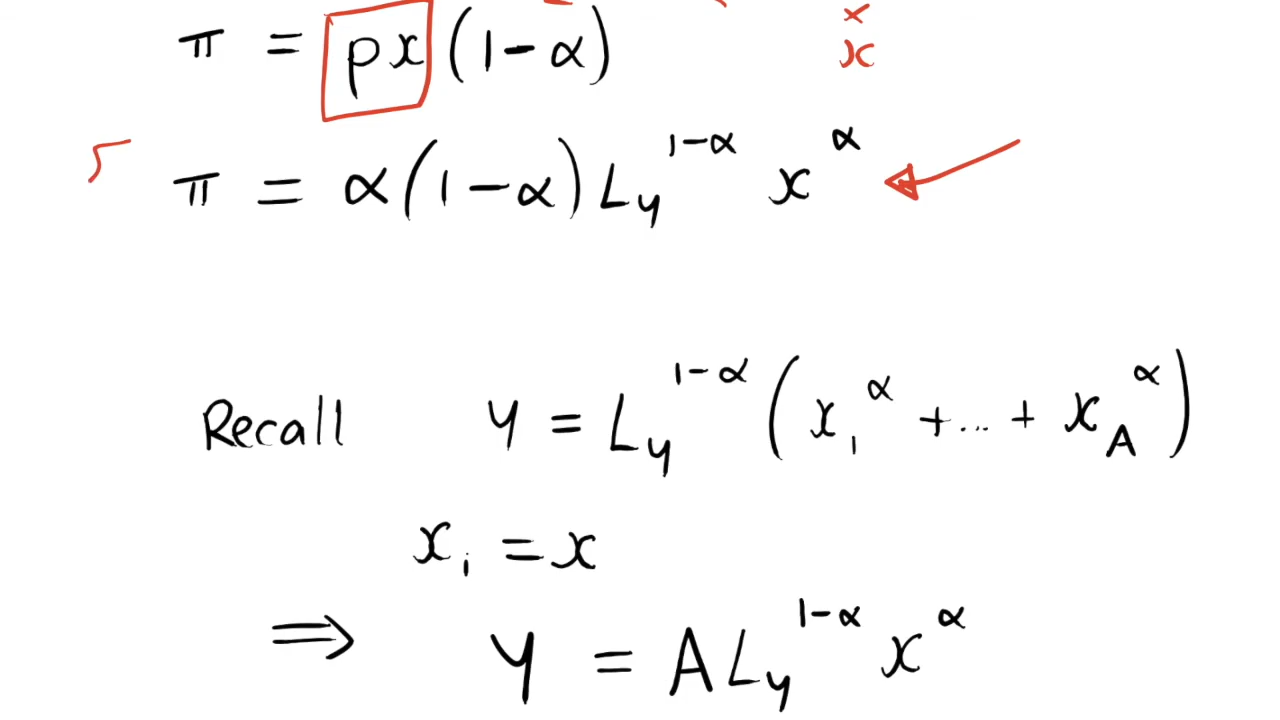 π = px(1-α)
x
π = α(1-α)L_y^{1-α} x^α
Recall Y = L_y^{1-α}(x_1^α + ... + x_A^α)
x_i = x
⇒ Y = AL_y^{1-α} x^α